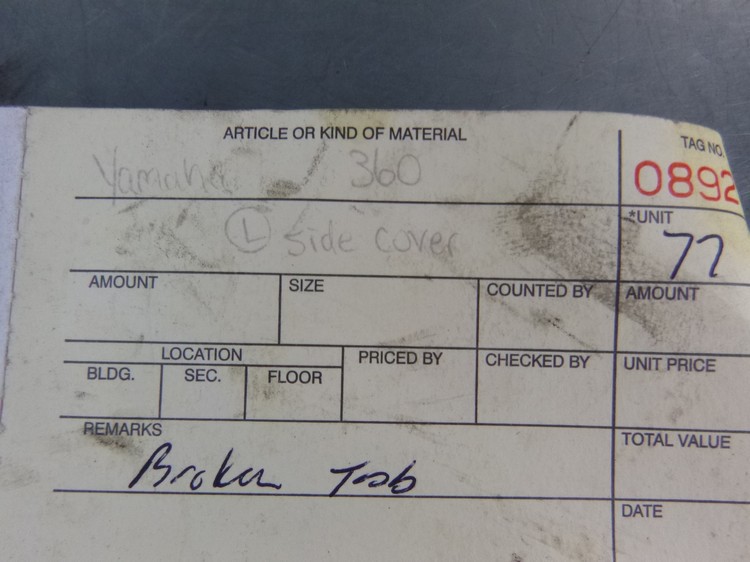 ARTICLE OR KIND OF MATERIAL
TAG NO.
Yamaha 360
0892
L side cover
*UNIT
77
AMOUNT SIZE COUNTED BY AMOUNT
LOCATION PRICED BY CHECKED BY UNIT PRICE
BLDG. SEC. FLOOR
REMARKS
TOTAL VALUE
Broken Tab
DATE